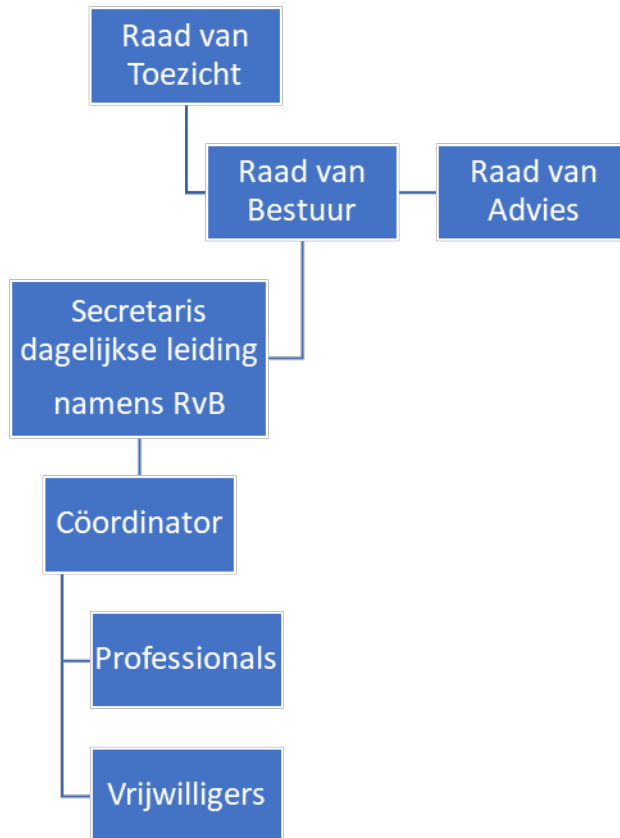 Raad van
Toezicht
Raad van
Bestuur
Raad van
Advies
Secretaris
dagelijkse leiding
namens RvB
Cöordinator
Professionals
Vrijwilligers